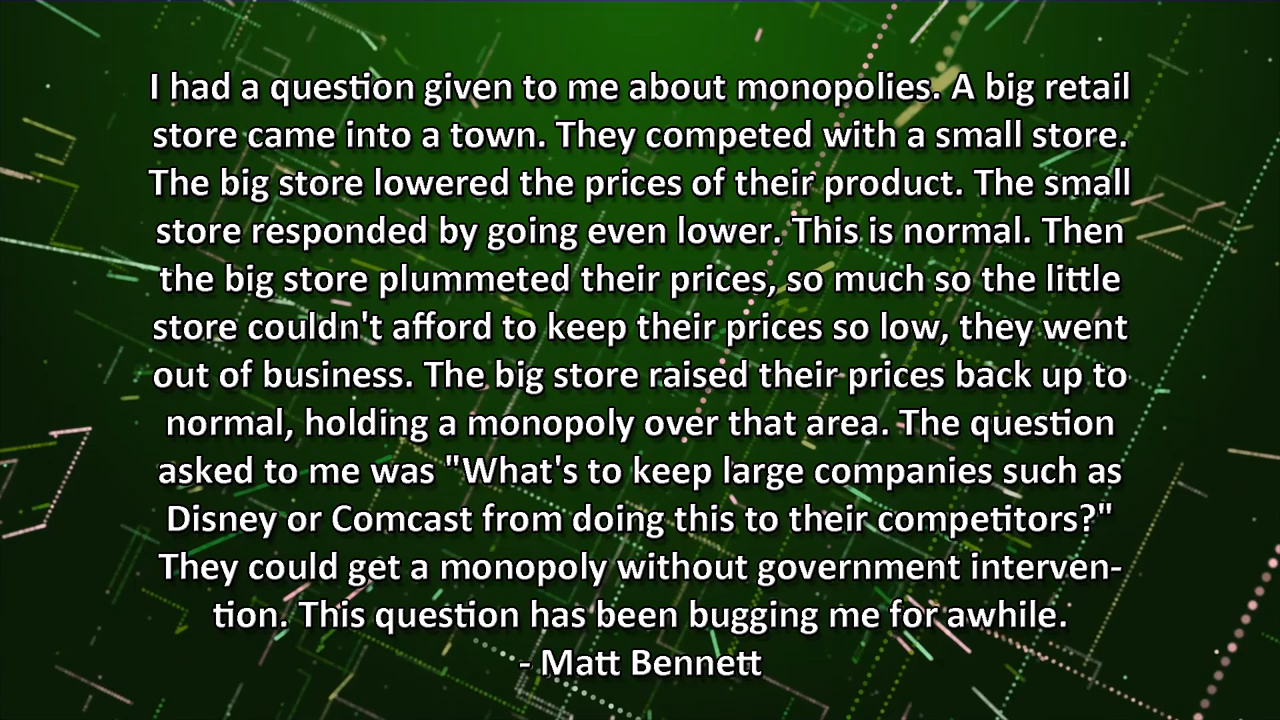 I had a question given to me about monopolies. A big retail
store came into a town. They competed with a small store.
The big store lowered the prices of their product. The small
store responded by going even lower. This is normal. Then
the big store plummeted their prices, so much so the little
store couldn't afford to keep their prices so low, they went
out of business. The big store raised their prices back up to
normal, holding a monopoly over that area. The question
asked to me was "What's to keep large companies such as
Disney or Comcast from doing this to their competitors?"
They could get a monopoly without government interven-
tion. This question has been bugging me for awhile.
- Matt Bennett